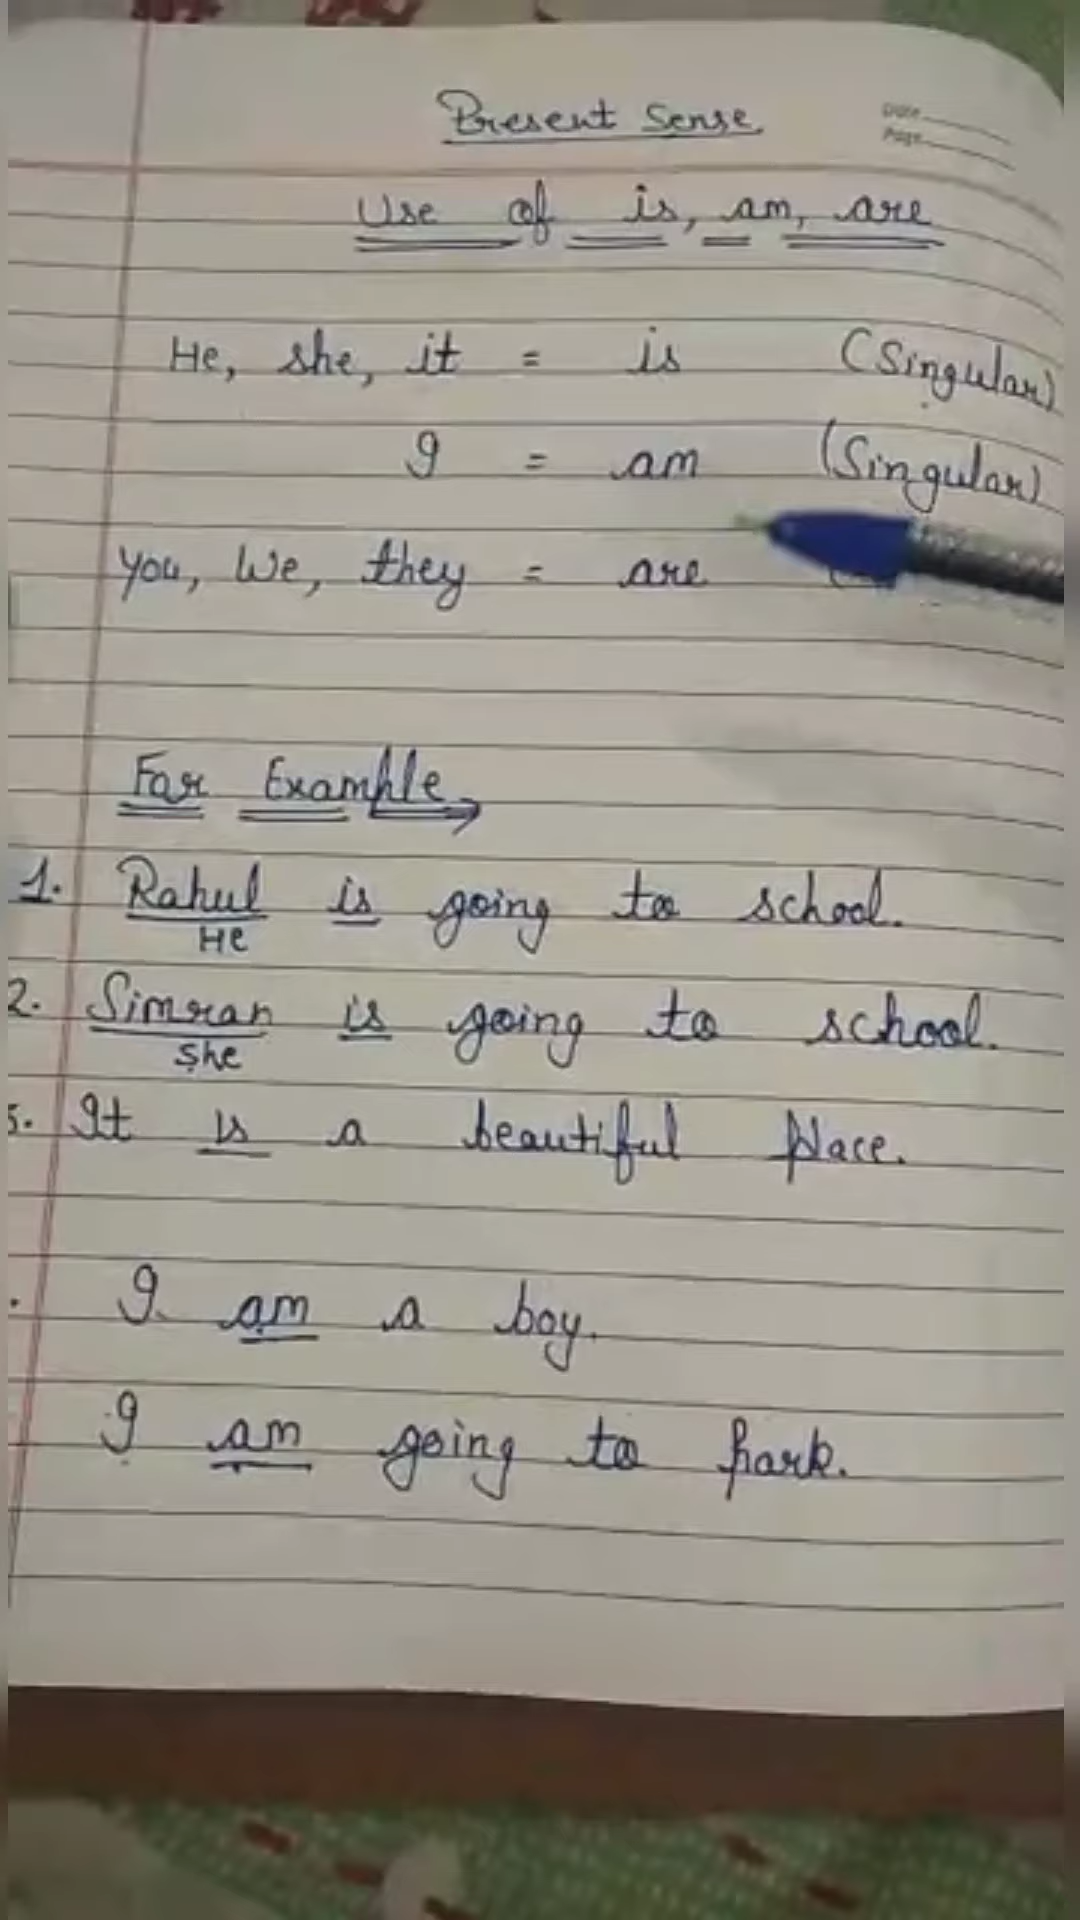 Present Sense
Date
Page
Use of is, am, are
He, she, it = is (Singular)
I = am (Singular)
You, We, they = are
For Example
1. Rahul is going to school.
He
2. Simran is going to school.
She
It is a beautiful place.
I am a boy.
I am going to park.